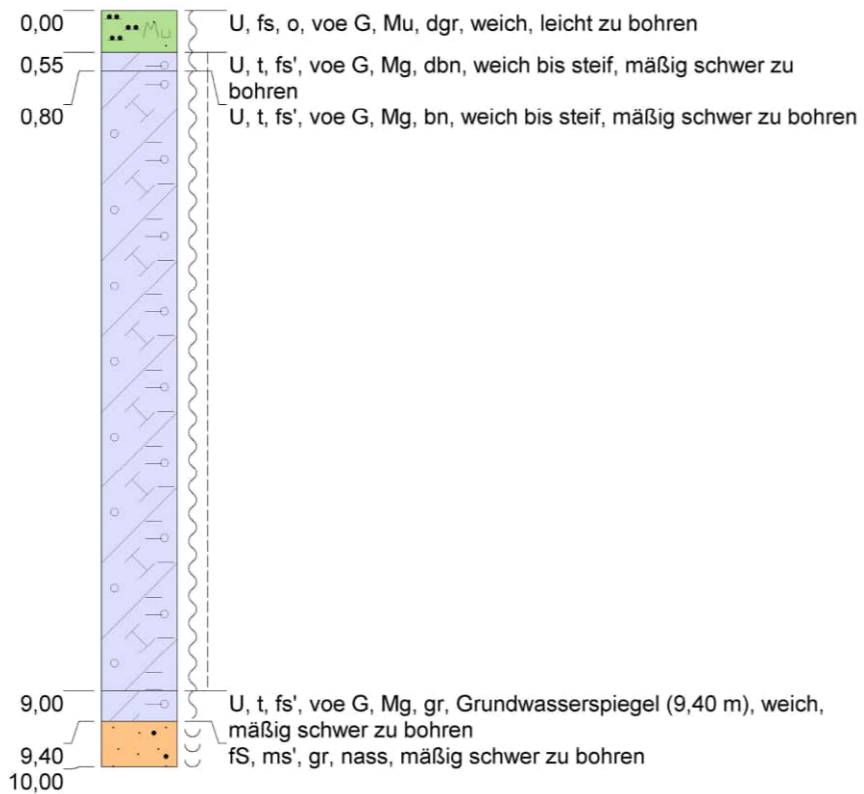 0,00 U, fs, o, voe G, Mu, dgr, weich, leicht zu bohren
Mu
0,55 U, t, fs', voe G, Mg, dbn, weich bis steif, mäßig schwer zu
bohren
0,80 U, t, fs', voe G, Mg, bn, weich bis steif, mäßig schwer zu bohren
9,00 U, t, fs', voe G, Mg, gr, Grundwasserspiegel (9,40 m), weich,
mäßig schwer zu bohren
9,40 fS, ms', gr, nass, mäßig schwer zu bohren
10,00